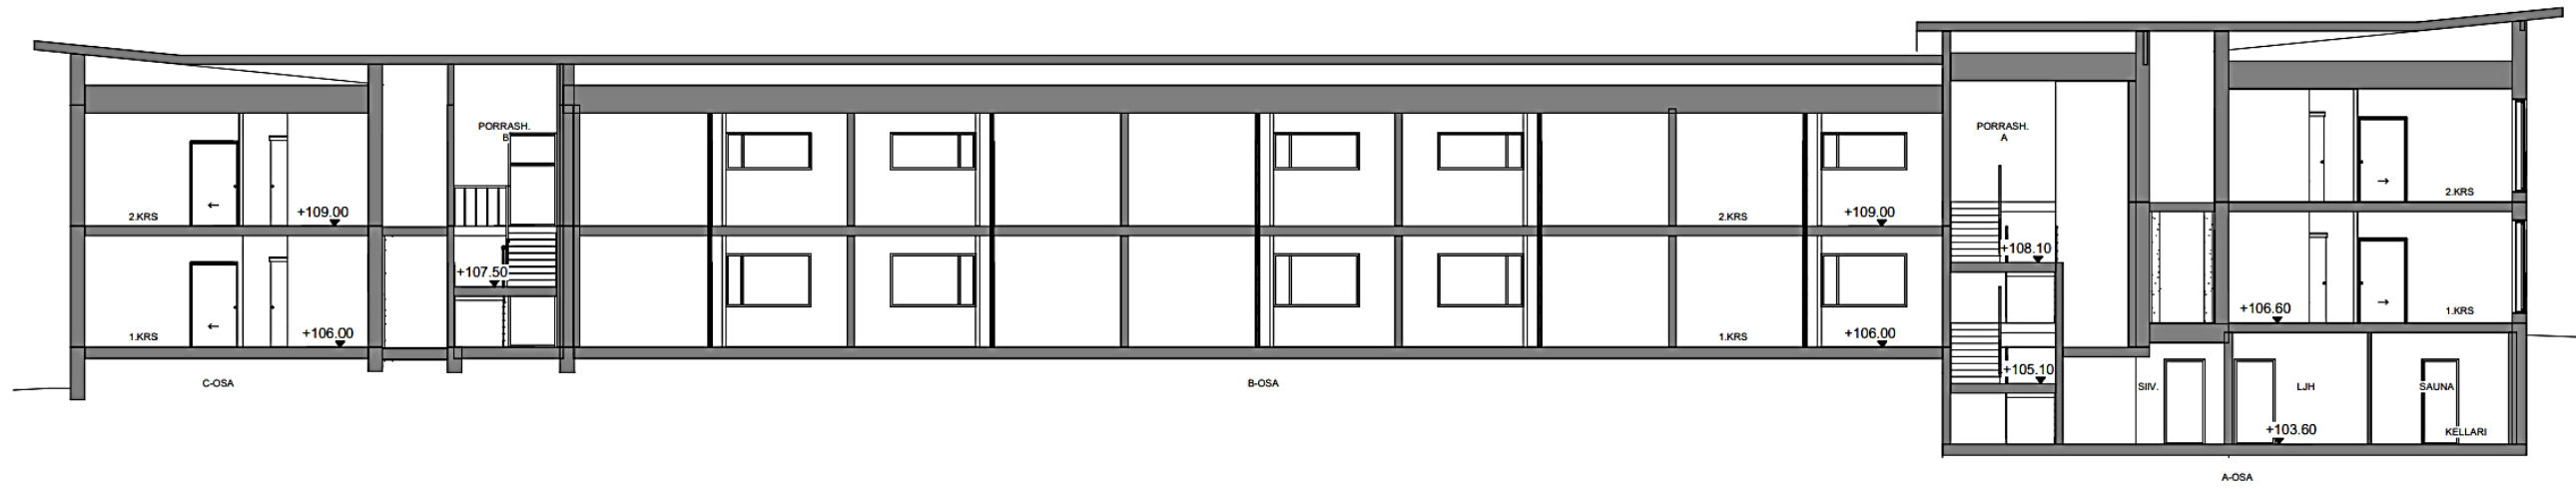 PORRASH.
B
PORRASH.
A
2.KRS
+109.00
2.KRS
+109.00
2.KRS
+108.10
+107.50
+106.60
1.KRS
1.KRS
+106.00
1.KRS
+106.00
+105.10
C-OSA
B-OSA
SIIV.
LJH
SAUNA
+103.60
KELLARI
A-OSA